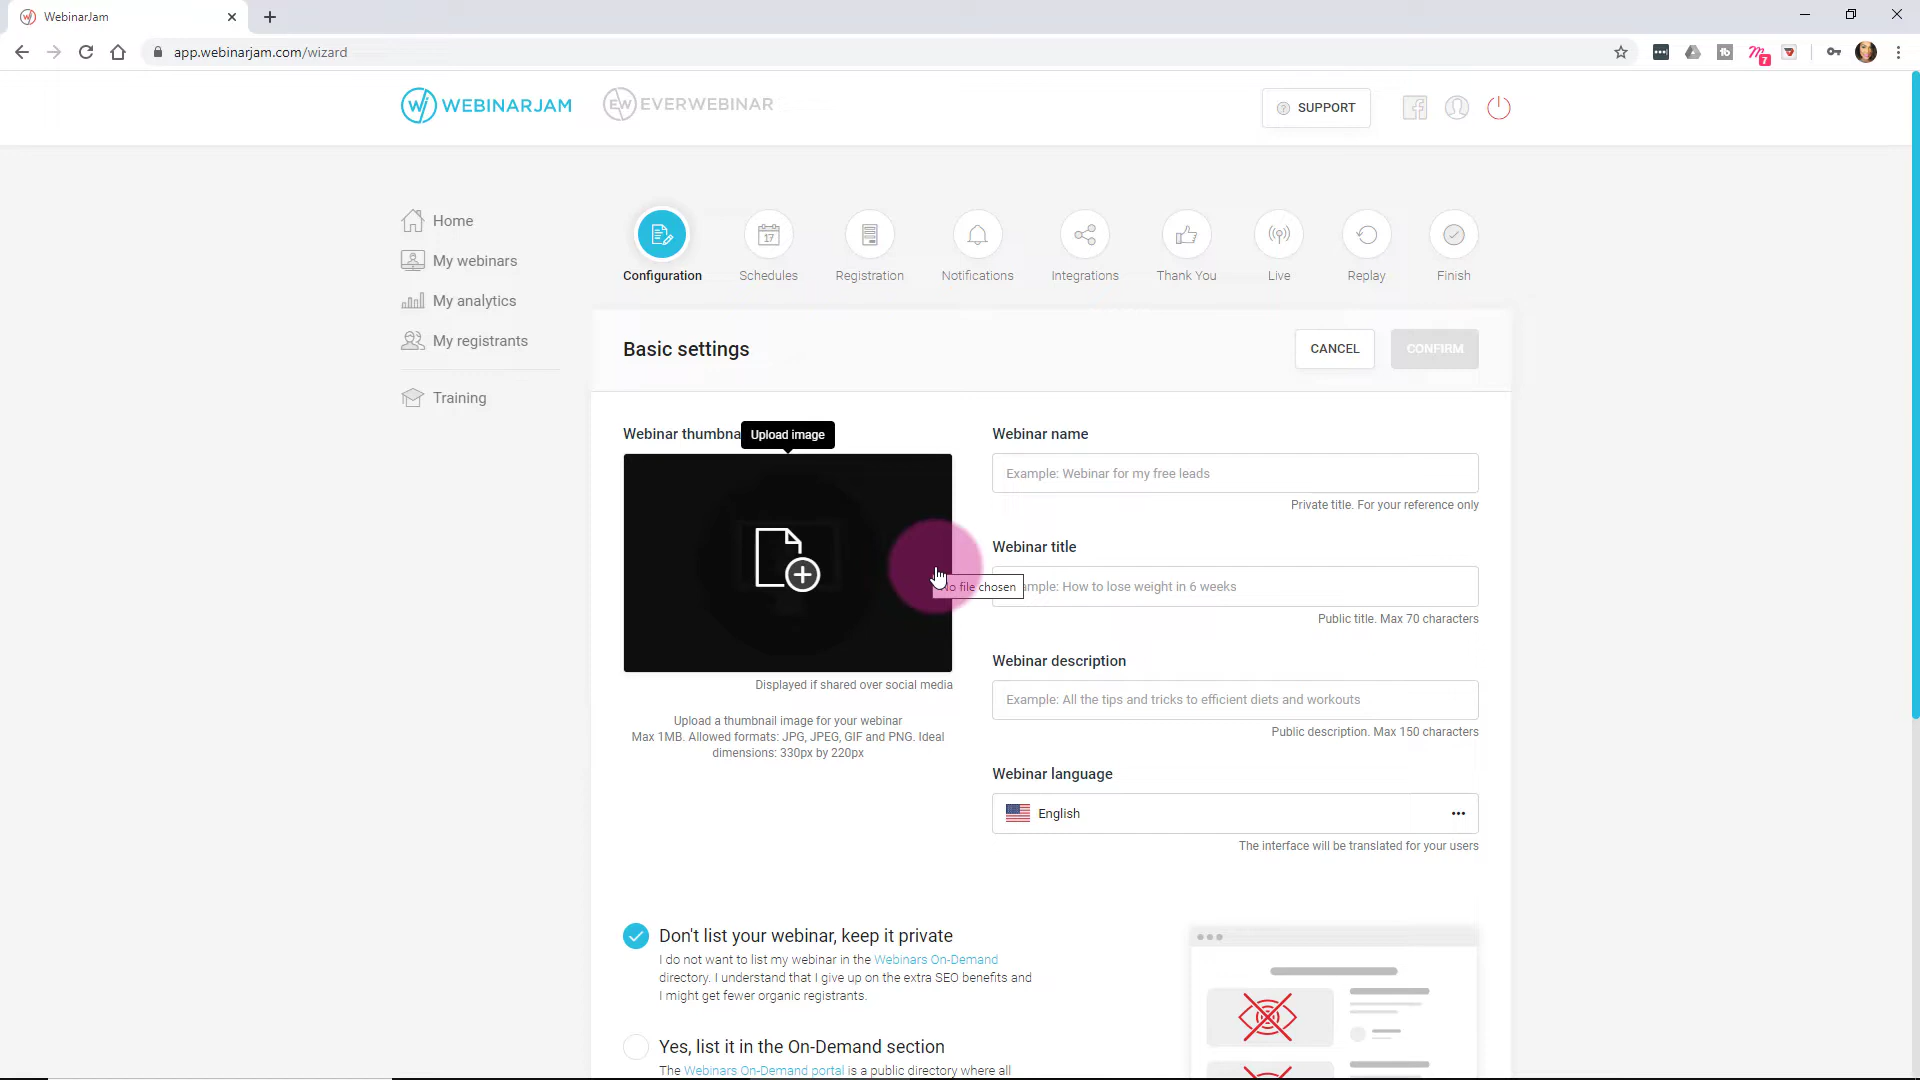 WebinarJam
app.webinarjam.com/wizard
7
WEBINARJAM
EVERWEBINAR
SUPPORT
Home
My webinars
My analytics
My registrants
Training
17
Configuration
Schedules
Registration
Notifications
Integrations
Thank You
Live
Replay
Finish
Basic settings
CANCEL
CONFIRM
Webinar thumbna
Upload image
Displayed if shared over social media
Upload a thumbnail image for your webinar
Max 1MB. Allowed formats: JPG, JPEG, GIF and PNG. Ideal
dimensions: 330px by 220px
Webinar name
Example: Webinar for my free leads
Private title. For your reference only
Webinar title
No file chosen
mple: How to lose weight in 6 weeks
Public title. Max 70 characters
Webinar description
Example: All the tips and tricks to efficient diets and workouts
Public description. Max 150 characters
Webinar language
English
The interface will be translated for your users
Don't list your webinar, keep it private
I do not want to list my webinar in the Webinars On-Demand
directory. I understand that I give up on the extra SEO benefits and
I might get fewer organic registrants.
Yes, list it in the On-Demand section
The Webinars On-Demand portal is a public directory where all